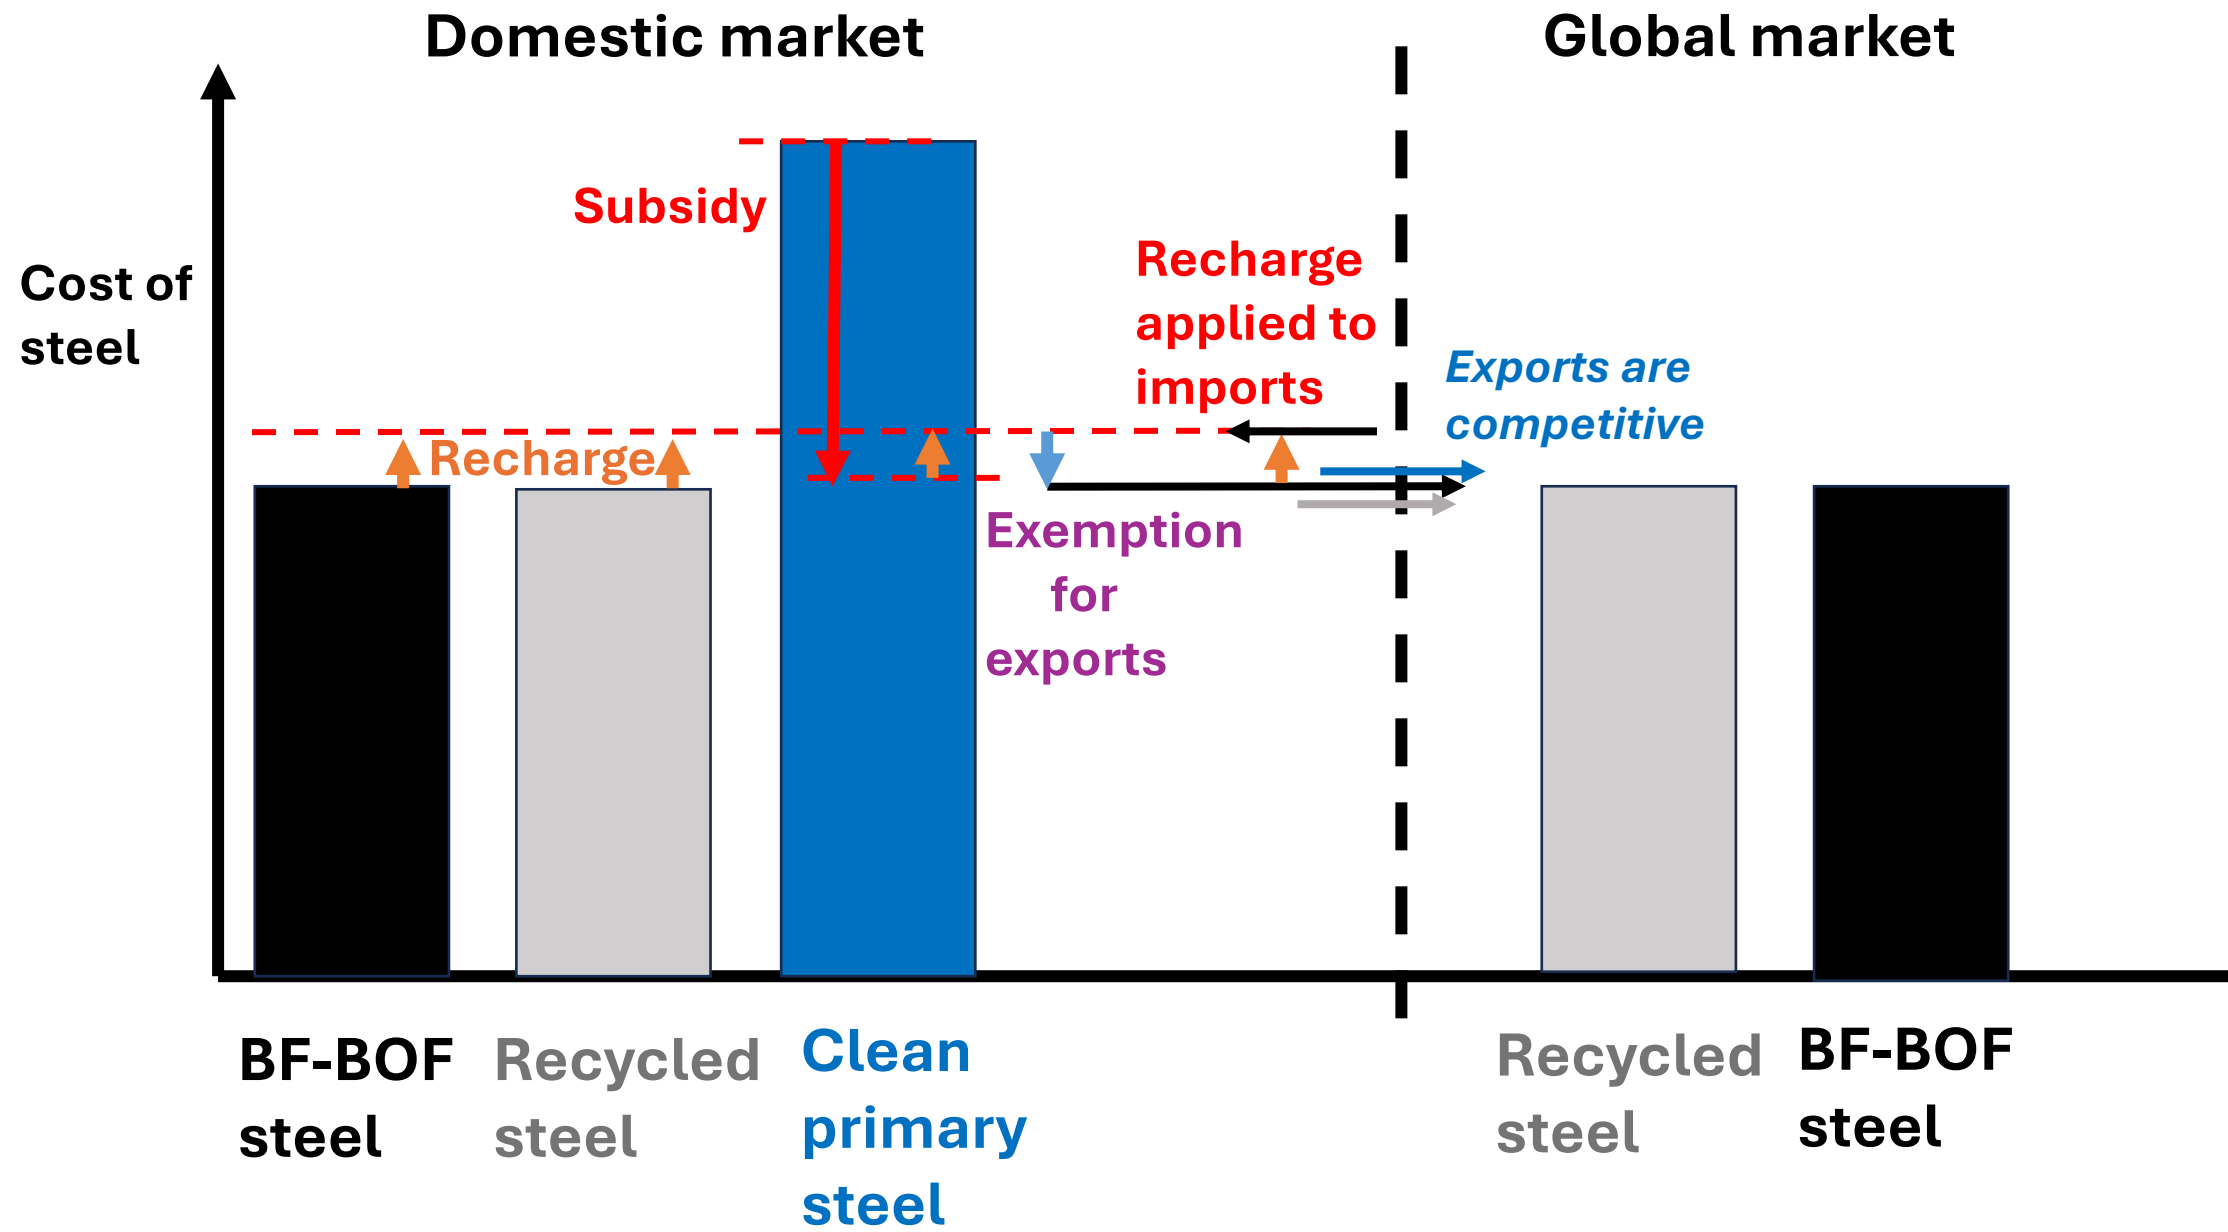 Domestic market
Global market
Cost of
steel
Subsidy
Recharge
applied to
imports
Exports are
competitive
Recharge
Exemption
for
exports
BF-BOF
steel
Recycled
steel
Clean
primary
steel
Recycled
steel
BF-BOF
steel